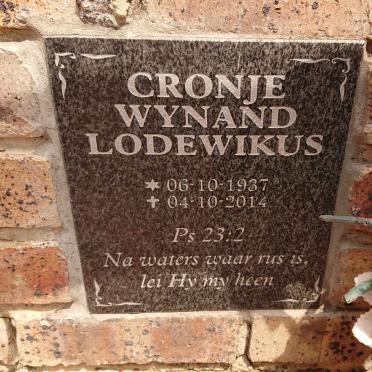 CRONJE
WYNAND
LODEWIKUS
✶ 06-10-1937
✝ 04-10-2014
Ps 23:2
Na waters waar rus is,
lei Hy my heen